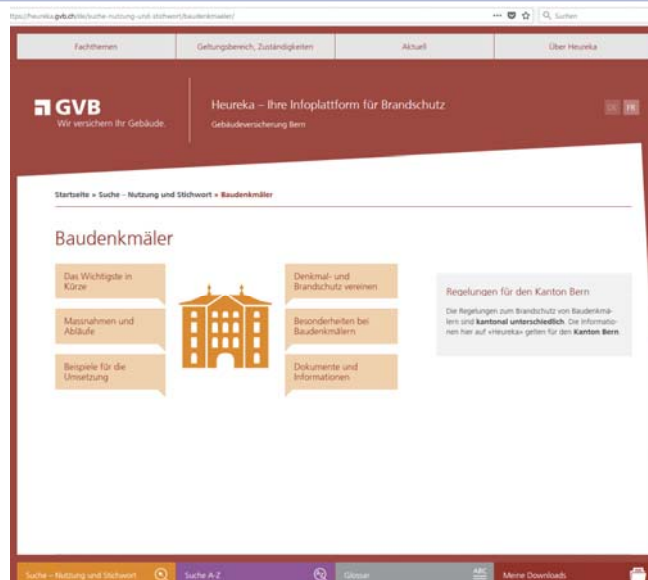 https://heureka.gvb.ch/de/suche-nutzung-und-stichwort/baudenkmaeler/
Suchen
Fachthemen
Geltungsbereich, Zuständigkeiten
Aktuell
Über Heureka
GVB
Wir versichern Ihr Gebäude.
Heureka – Ihre Infoplattform für Brandschutz
Gebäudeversicherung Bern
DE FR
Startseite » Suche – Nutzung und Stichwort » Baudenkmäler
Baudenkmäler
Das Wichtigste in
Kürze
Massnahmen und
Abläufe
Beispiele für die
Umsetzung
Denkmal- und
Brandschutz vereinen
Besonderheiten bei
Baudenkmälern
Dokumente und
Informationen
Regelungen für den Kanton Bern
Die Regelungen zum Brandschutz von Baudenkmä-
lern sind kantonal unterschiedlich. Die Informatio-
nen hier auf «Heureka» gelten für den Kanton Bern.
Suche – Nutzung und Stichwort
Suche A-Z
Glossar
ABC
Meine Downloads